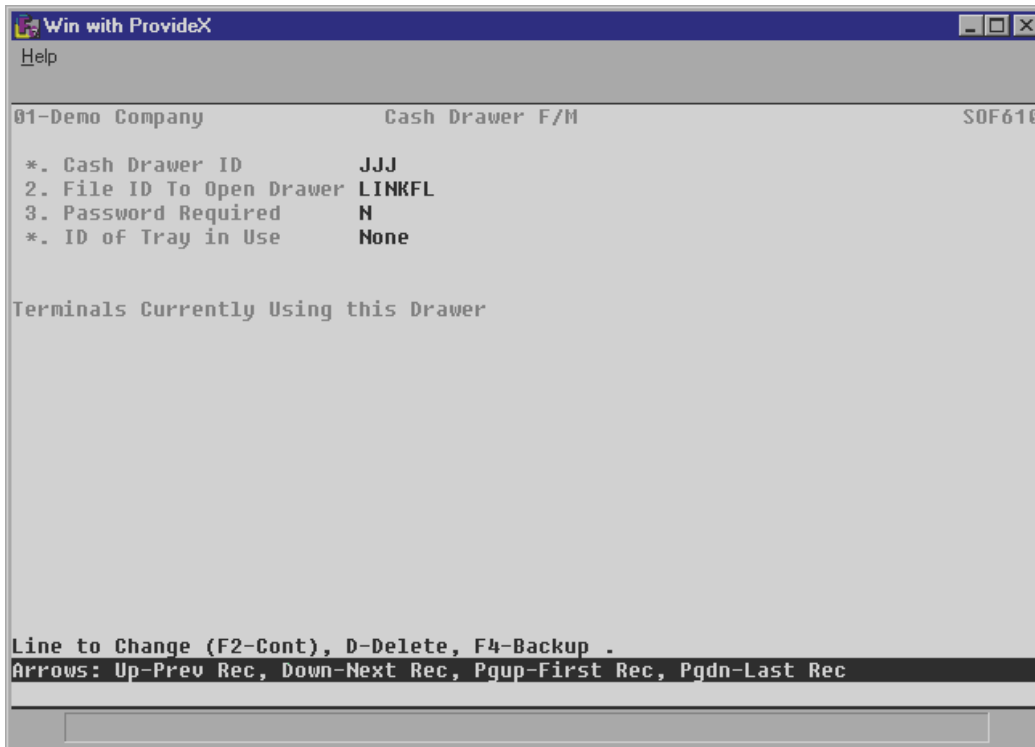 Win with ProvideX
Help
01-Demo Company Cash Drawer F/M SOF610
*. Cash Drawer ID JJJ
2. File ID To Open Drawer LINKFL
3. Password Required N
*. ID of Tray in Use None
Terminals Currently Using this Drawer
Line to Change (F2-Cont), D-Delete, F4-Backup .
Arrows: Up-Prev Rec, Down-Next Rec, Pgup-First Rec, Pgdn-Last Rec